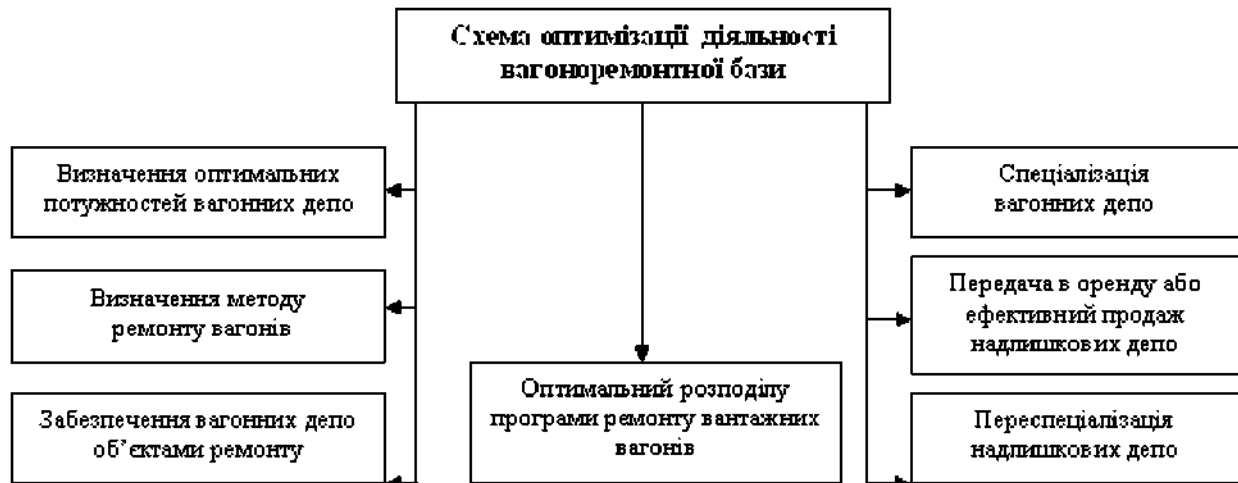 Схема оптимізації діяльності
вагоноремонтної бази
Визначення оптимальних
потужностей вагонних депо
Визначення методу
ремонту вагонів
Забезпечення вагонних депо
об’єктами ремонту
Оптимальний розподілу
програми ремонту вантажних
вагонів
Спеціалізація
вагонних депо
Передача в оренду або
ефективний продаж
надлишкових депо
Переспеціалізація
надлишкових депо